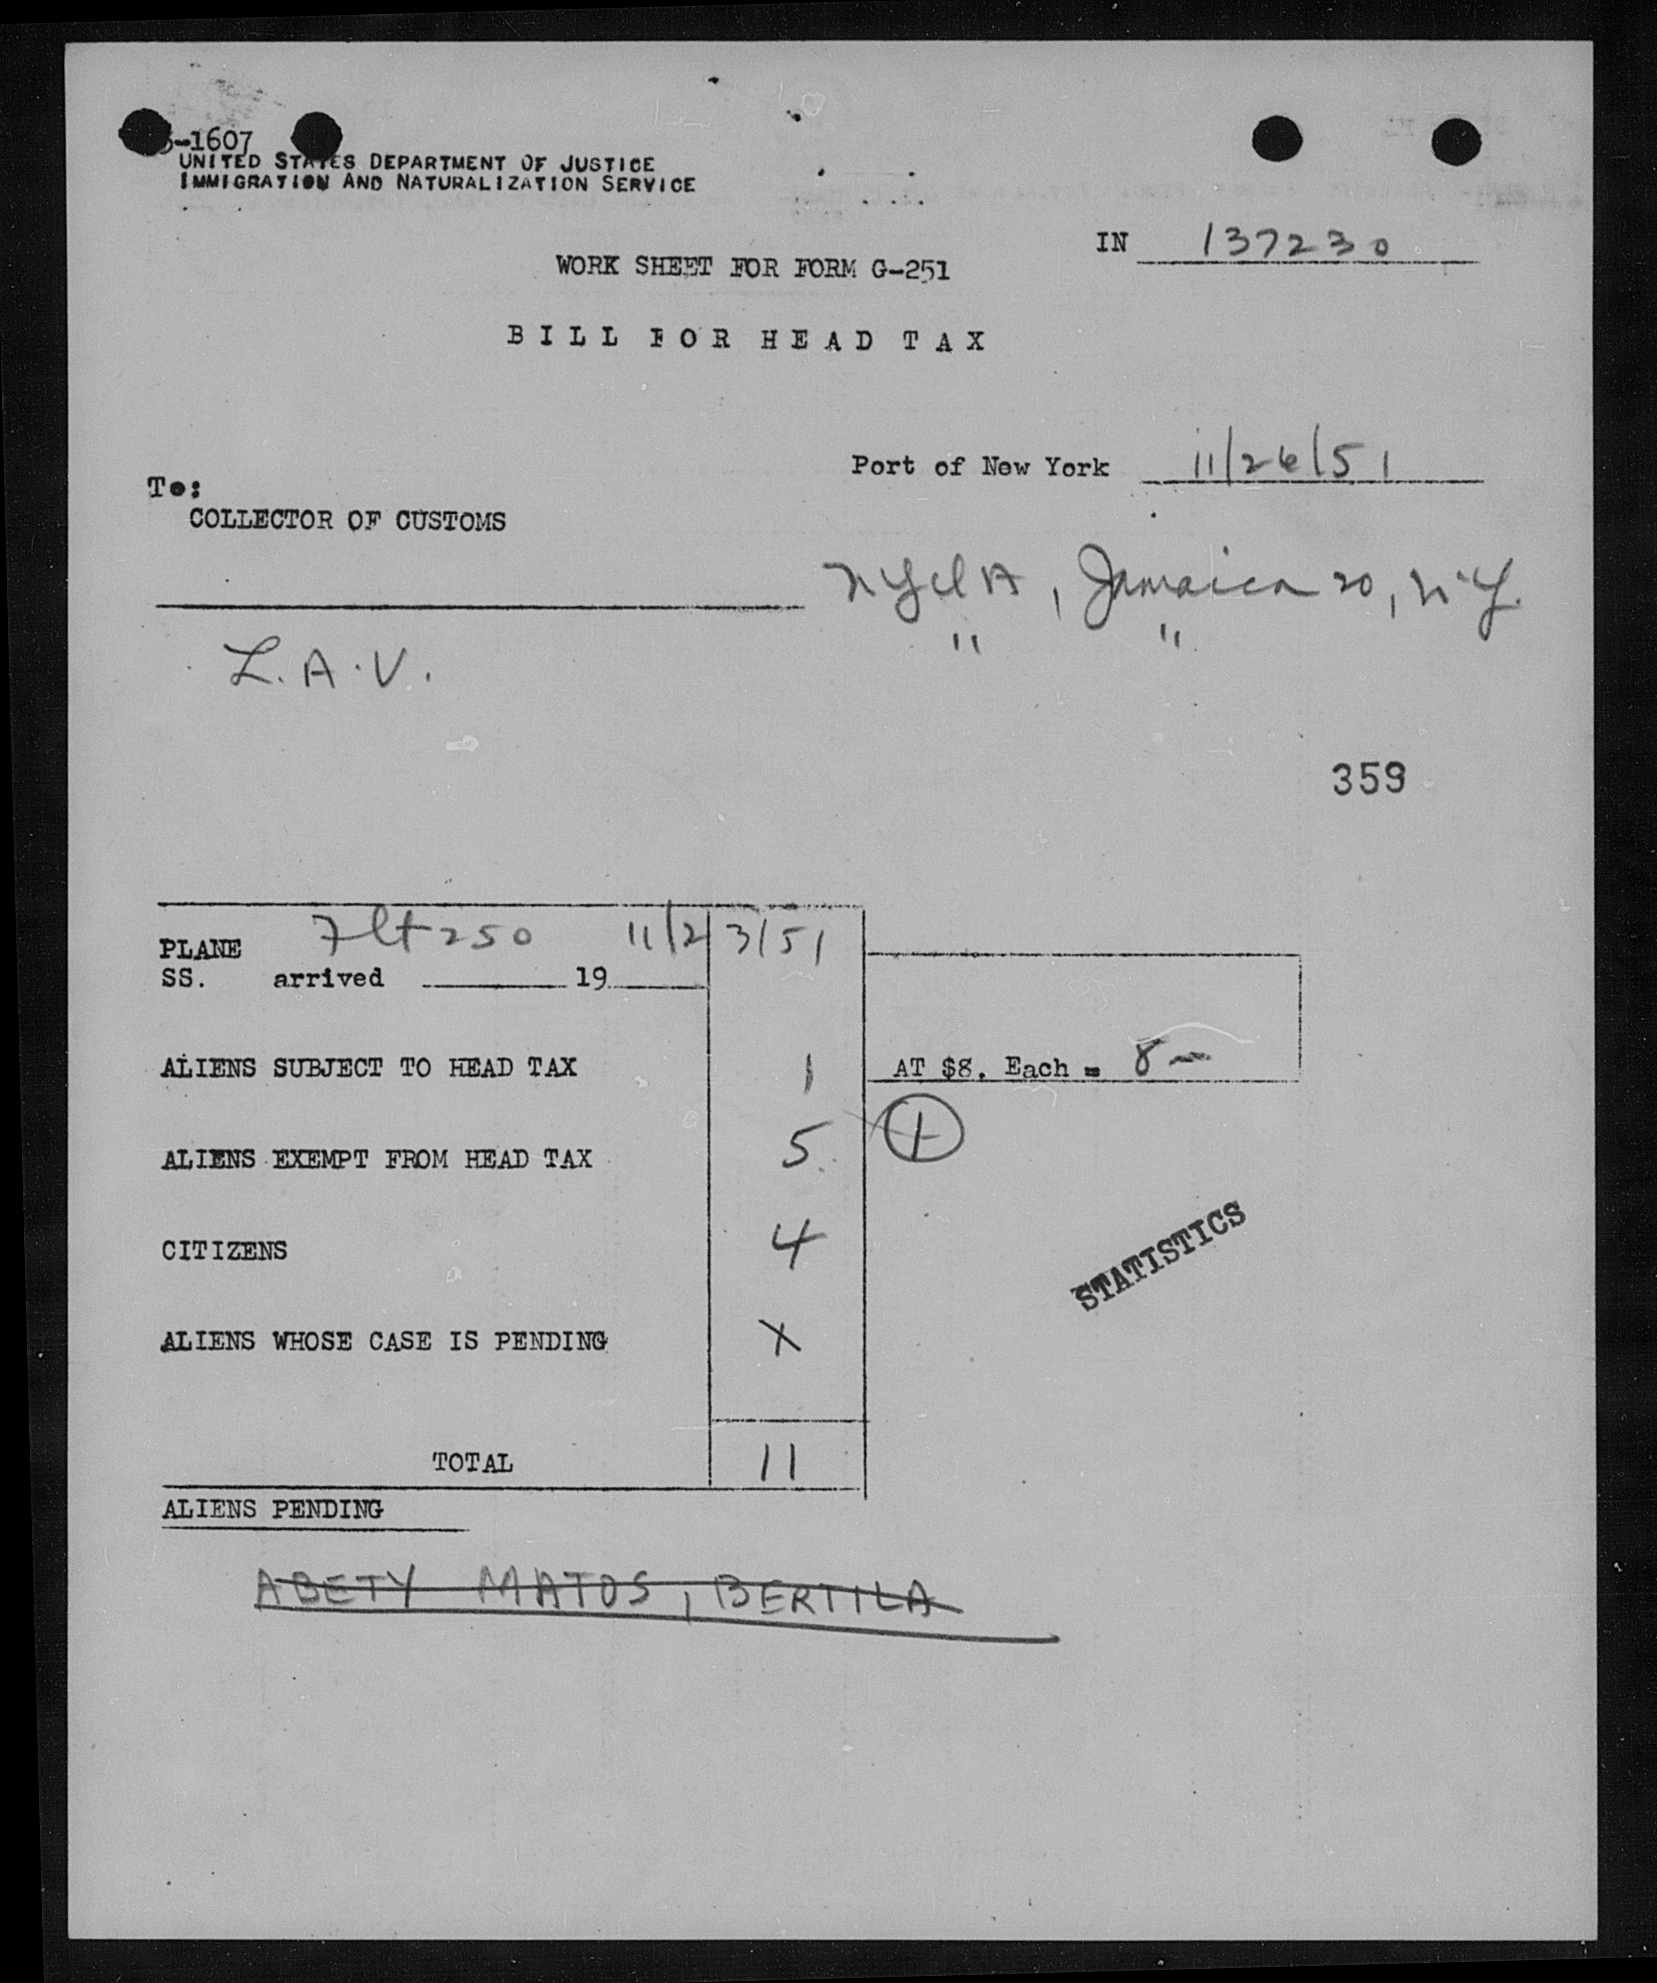 -1607
UNITED STATES DEPARTMENT OF JUSTICE
IMMIGRATION AND NATURALIZATION SERVICE
IN 137230
WORK SHEET FOR FORM G-251
BILL FOR HEAD TAX
Port of New York 11/26/51
To:
COLLECTOR OF CUSTOMS
, Jamaica 20, N.Y.
" "
L.A.V.
359
PLANE Flt 250 11/23/51
SS. arrived 19
ALIENS SUBJECT TO HEAD TAX 1 AT $8. Each = 8 —
ALIENS EXEMPT FROM HEAD TAX 5 1
CITIZENS 4
STATISTICS
ALIENS WHOSE CASE IS PENDING X
TOTAL 11
ALIENS PENDING
ABETY MATOS, BERTILA